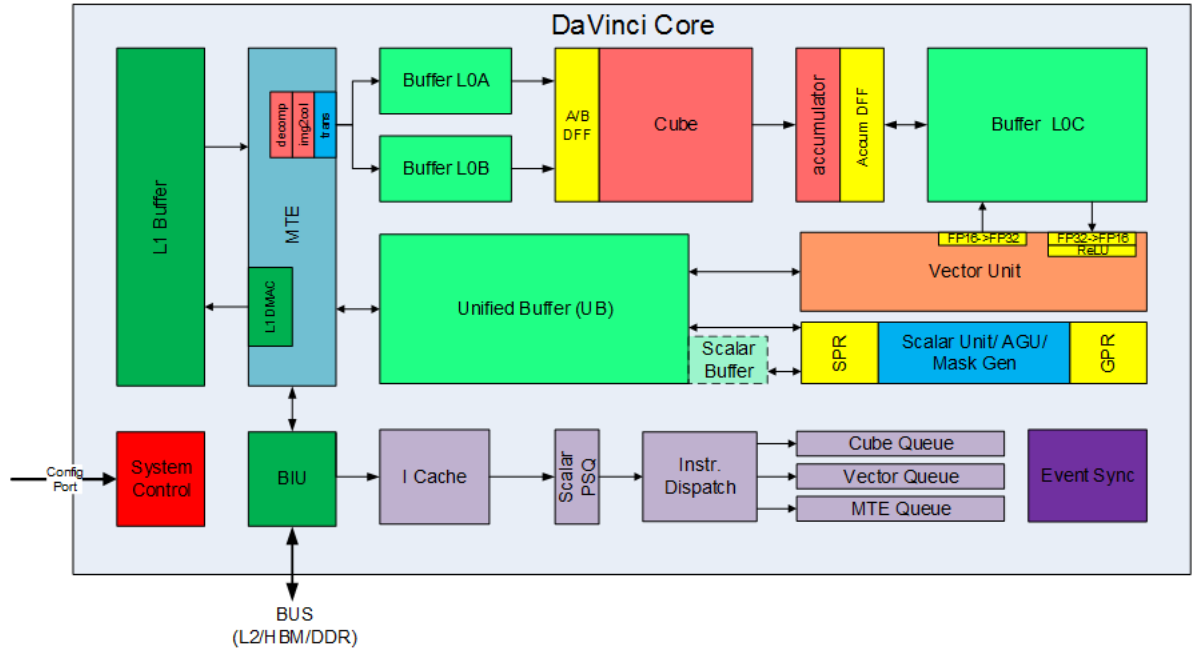 DaVinci Core
L1 Buffer
MTE
decomp
img2col
trans
L1 DMAC
Buffer L0A
Buffer L0B
A/B
DFF
Cube
accumulator
Accum DFF
Buffer L0C
FP16->FP32
FP32->FP16
ReLU
Vector Unit
Unified Buffer (UB)
Scalar
Buffer
SPR
Scalar Unit/ AGU/
Mask Gen
GPR
Config
Port
System
Control
BIU
I Cache
Scalar
PSQ
Instr.
Dispatch
Cube Queue
Vector Queue
MTE Queue
Event Sync
BUS
(L2/HBM/DDR)